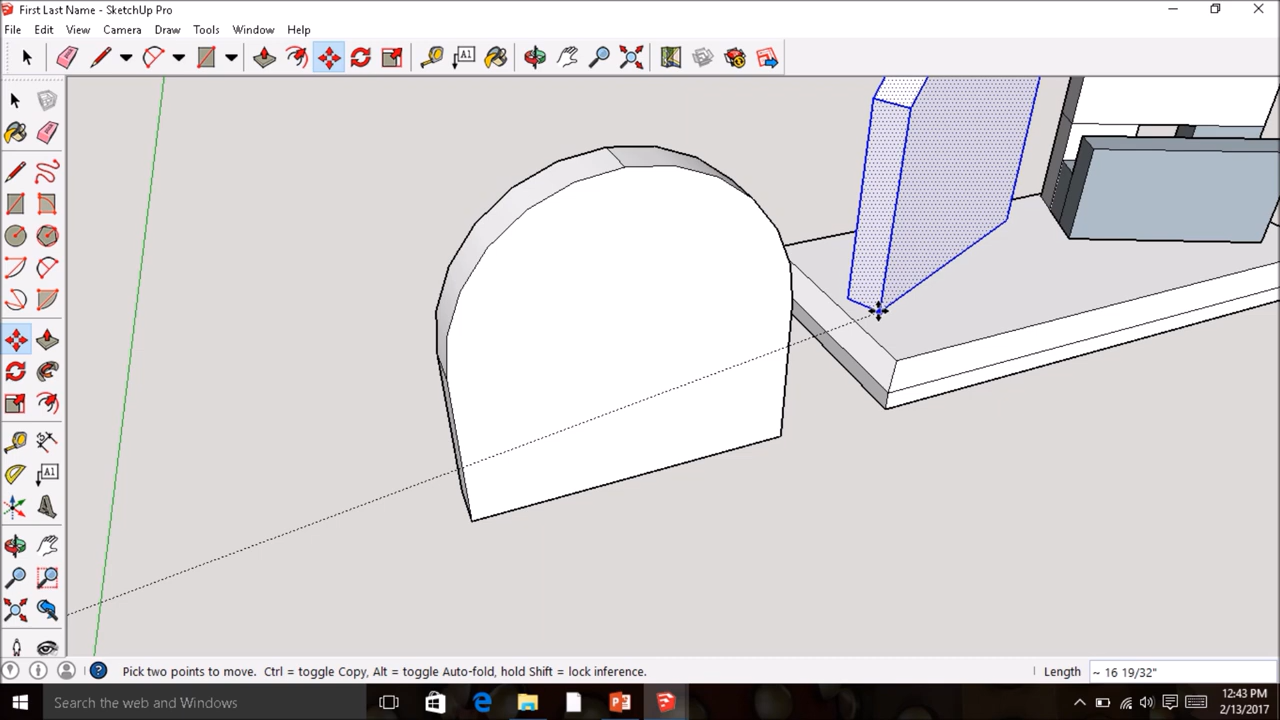 First Last Name - SketchUp Pro
File Edit View Camera Draw Tools Window Help
A1
A1
Pick two points to move. Ctrl = toggle Copy, Alt = toggle Auto-fold, hold Shift = lock inference.
Length ~ 16 19/32"
Search the web and Windows
12:43 PM
2/13/2017